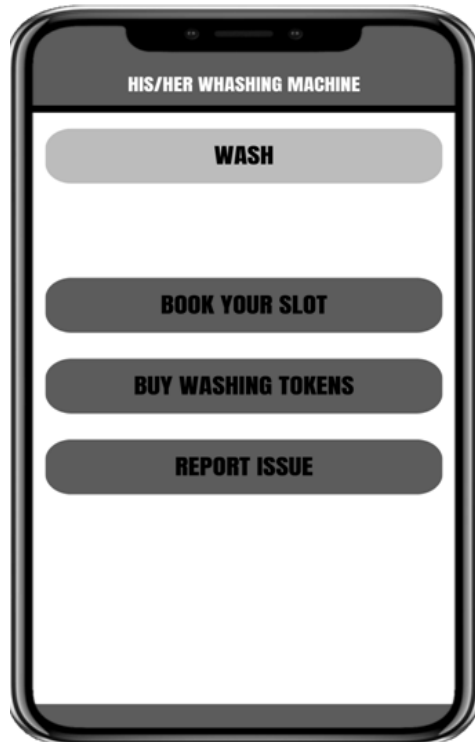 HIS/HER WHASHING MACHINE
WASH
BOOK YOUR SLOT
BUY WASHING TOKENS
REPORT ISSUE